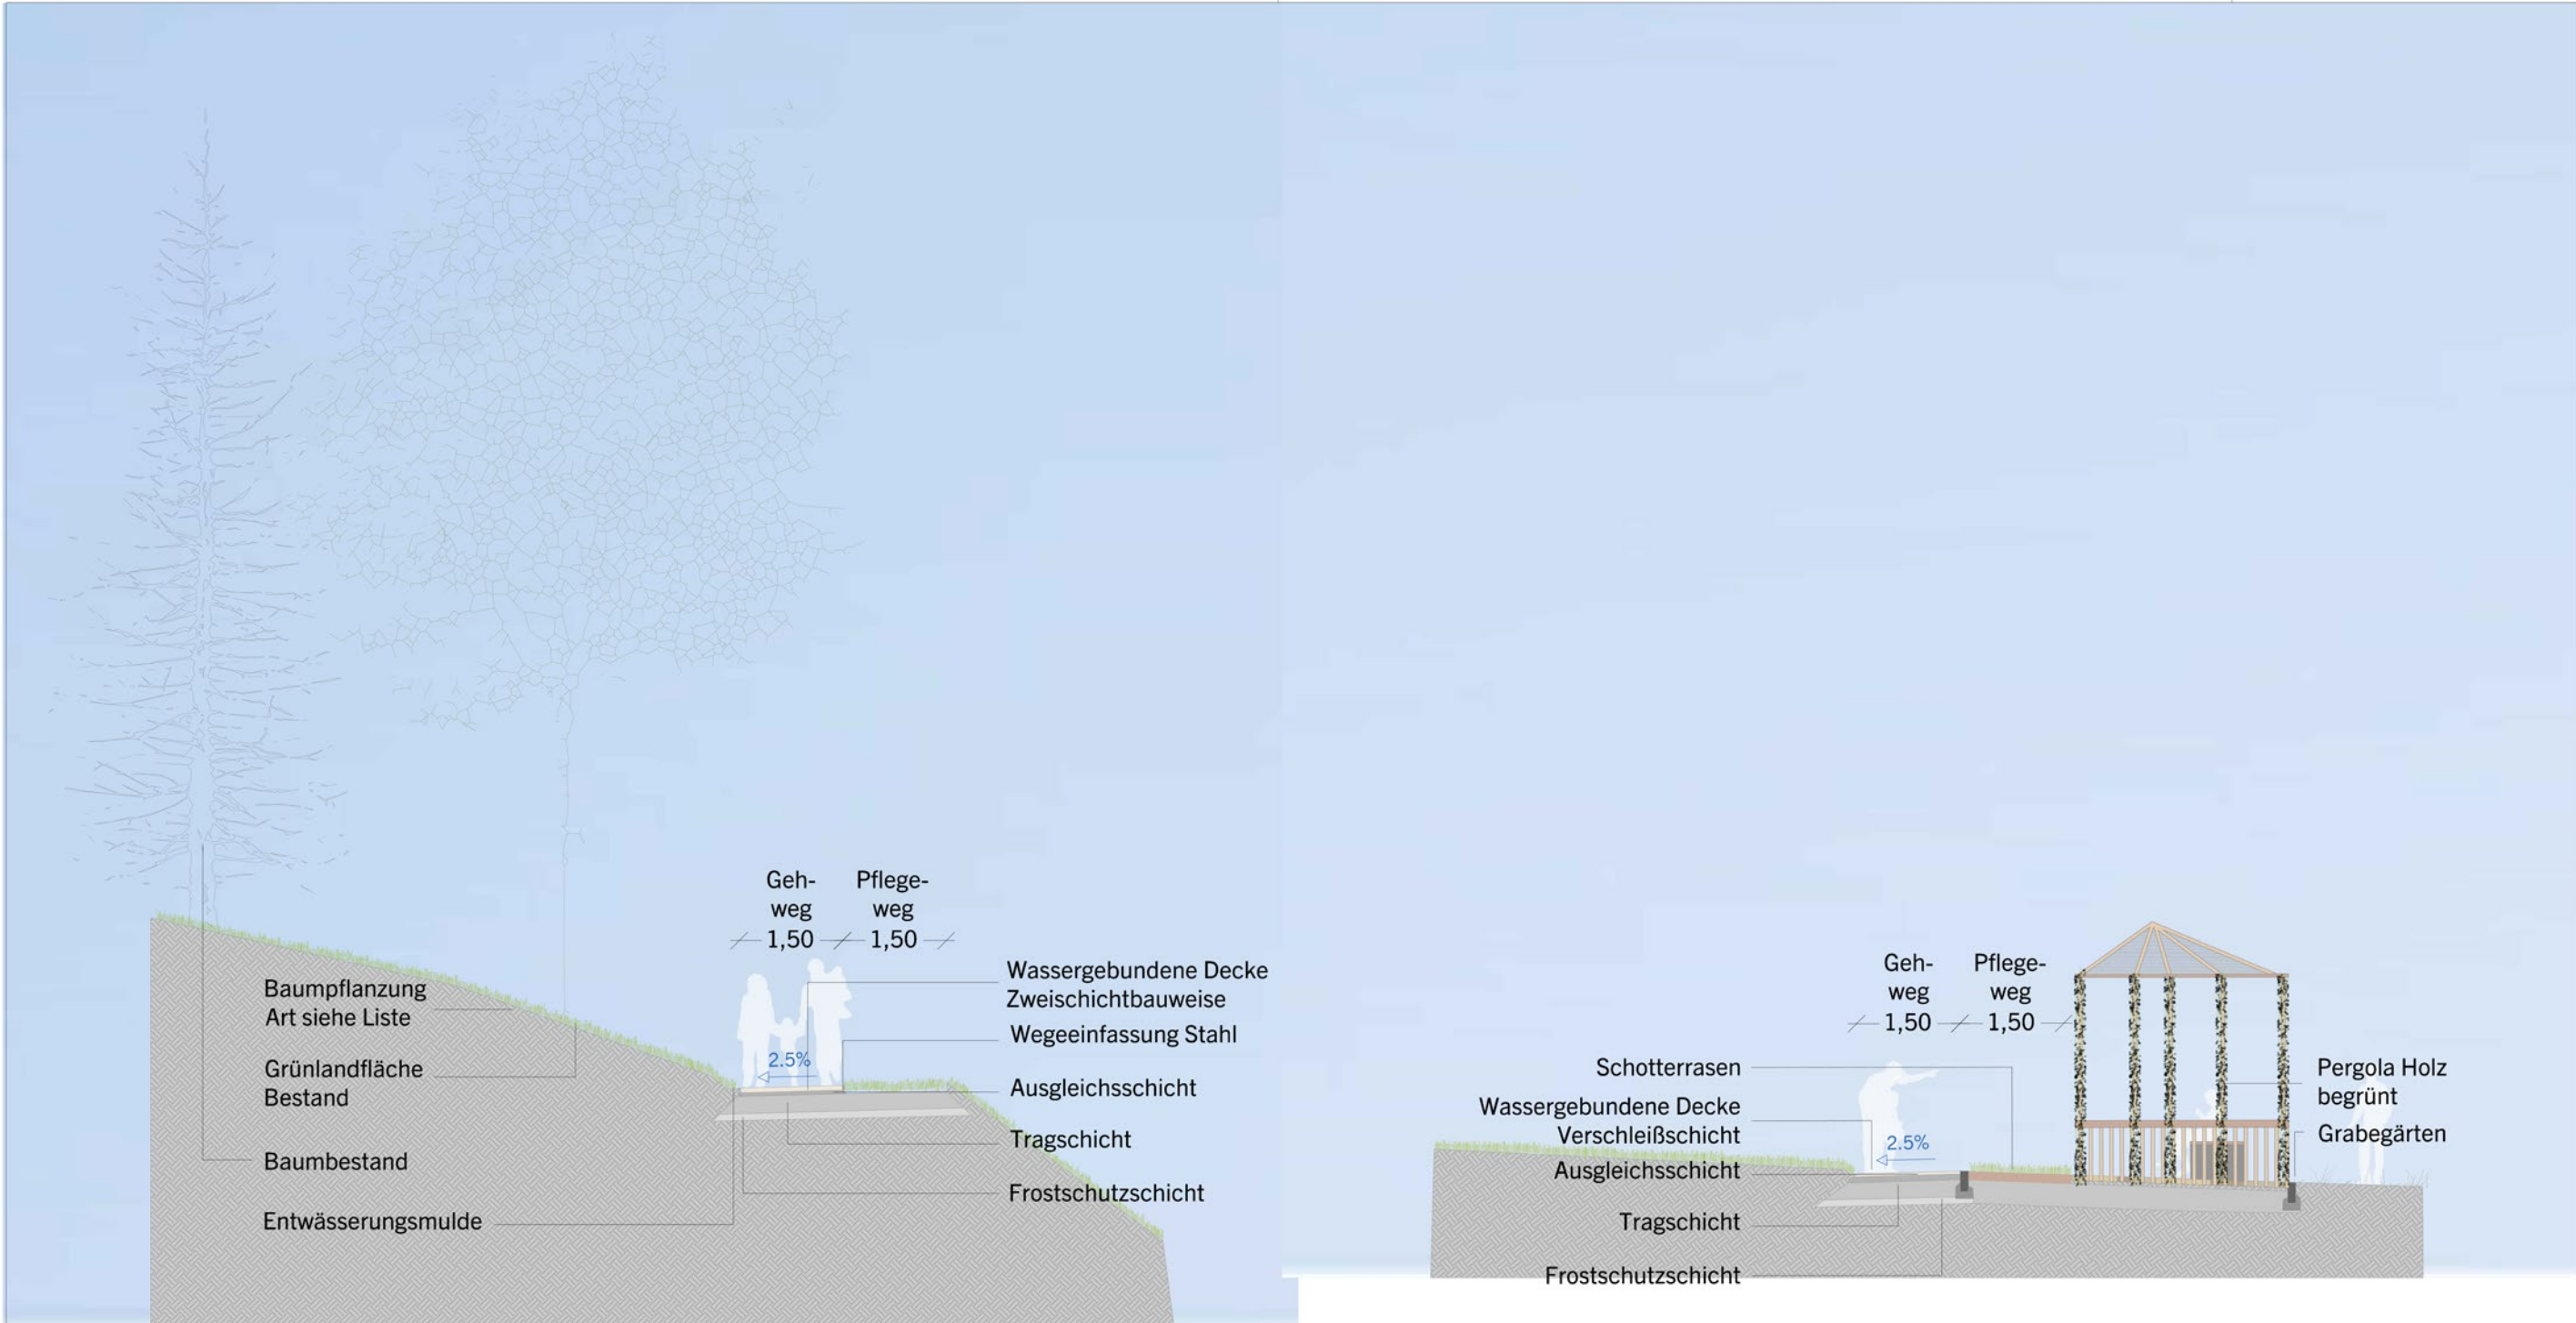 Geh-
weg
1,50
Pflege-
weg
1,50
Wassergebundene Decke
Zweischichtbauweise
Wegeeinfassung Stahl
2.5%
Ausgleichsschicht
Tragschicht
Frostschutzschicht
Baumpflanzung
Art siehe Liste
Grünlandfläche
Bestand
Baumbestand
Entwässerungsmulde
Geh-
weg
1,50
Pflege-
weg
1,50
Schotterrasen
Wassergebundene Decke
Verschleißschicht
2.5%
Ausgleichsschicht
Tragschicht
Frostschutzschicht
Pergola Holz
begrünt
Grabegärten